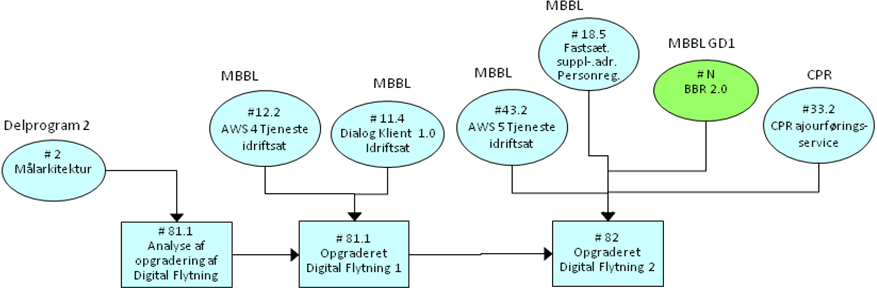 MBBL
# 18.5
Fastsæt.
suppl-.adr.
Personreg.
MBBL GD1
# N
BBR 2.0
MBBL
#12.2
AWS 4 Tjeneste
idriftsat
MBBL
# 11.4
Dialog Klient 1.0
Idriftsat
MBBL
#43.2
AWS 5 Tjeneste
idriftsat
CPR
#33.2
CPR ajourførings-
service
Delprogram 2
# 2
Målarkitektur
# 81.1
Analyse af
opgradering af
Digital Flytning
# 81.1
Opgraderet
Digital Flytning 1
# 82
Opgraderet
Digital Flytning 2